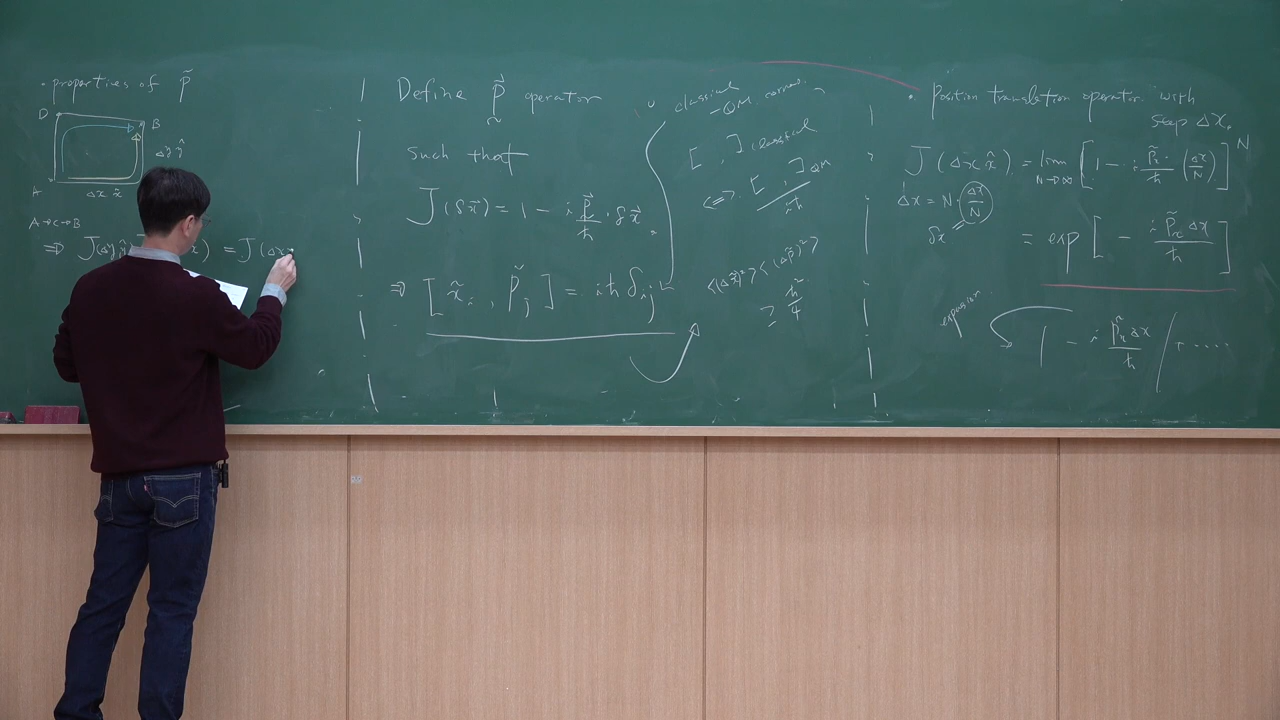 · properties of p̃
D
B
Δy ŷ
A
Δx x̂
A→C→B
⇒ J(Δy ŷ) = J(Δx
Define p⃗ operator
such that
J(δx⃗) = 1 − i p⃗/ħ · δx⃗
⇒ [x̃ᵢ, p̃ⱼ] = iħ δᵢⱼ
classical
−QM
[ , ] classical
⇔ [ , ] QM / iħ
<(Δx̃)²><(Δp̃)²>
≥ ħ²/4
· Position translation operator with
step Δx.
J(Δx x̂) = lim N→∞ [1 − i p̃ₓ/ħ · (Δx/N)]^N
Δx = N · Δx/N
δx
= exp[− i p̃ₓ Δx / ħ]
expansion
1 − i p̃ₓ Δx / ħ + ·····